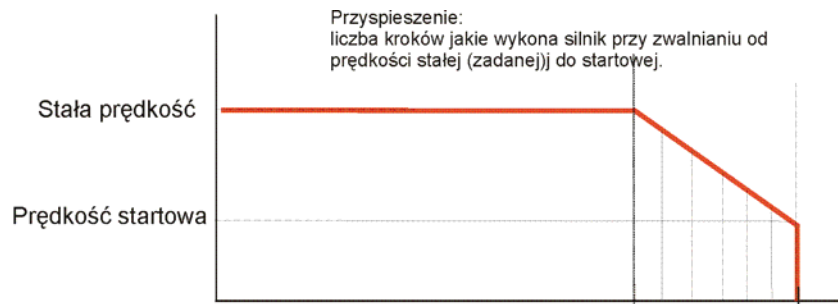 Przyspieszenie:
liczba kroków jakie wykona silnik przy zwalnianiu od
prędkości stałej (zadanej)j do startowej.
Stała prędkość
Prędkość startowa